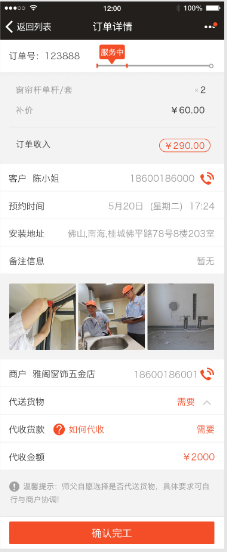 12:00
100%
返回列表
订单详情
订单号：123888
服务中
窗帘杆单杆/套
×2
补价
￥60.00
订单收入
￥290.00
客户 陈小姐
18600186000
预约时间
5月20日（星期二）17:24
安装地址
佛山,南海,桂城佛平路78号8楼203室
备注信息
暂无
商户 雅阁窗饰五金店
18600186001
代送货物
需要
代收货款 ? 如何代收
需要
代收金额
￥2000
温馨提示：师父自愿选择是否代送货物，具体要求可自
行与商户协调!
确认完工